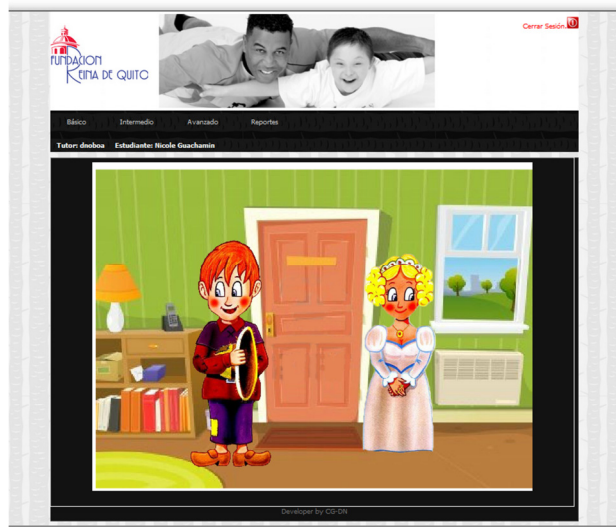 Cerrar Sesión
FUNDACION
REINA DE QUITO
Básico Intermedio Avanzado Reportes
Tutor: dnoboa Estudiante: Nicole Guachamin
Developer by CG-DN